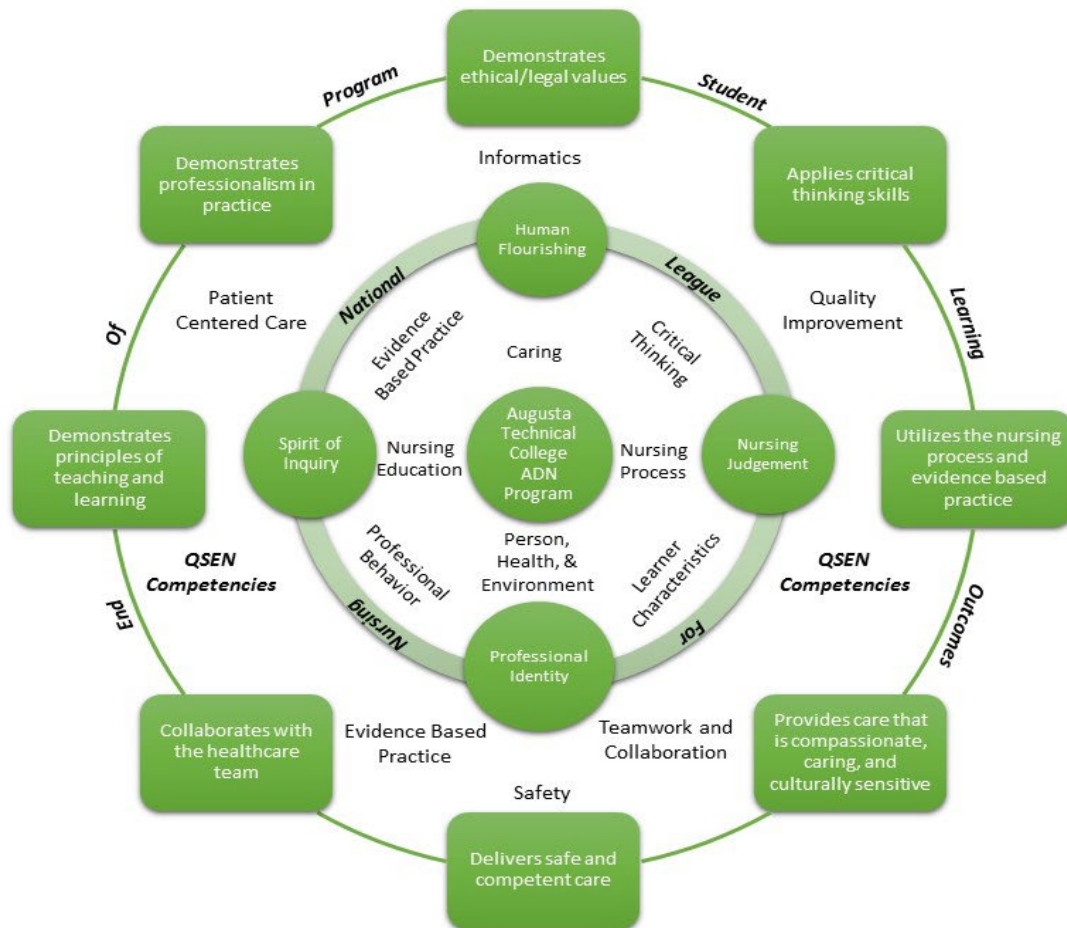 Demonstrates
ethical/legal values
Program
Student
Demonstrates
professionalism in
practice
Informatics
Applies critical
thinking skills
Human
Flourishing
National
League
Patient
Centered Care
Quality
Improvement
Of
Learning
Evidence
Based Practice
Caring
Critical
Thinking
Demonstrates
principles of
teaching and
learning
Spirit of
Inquiry
Nursing
Education
Augusta
Technical
College
ADN
Program
Nursing
Process
Nursing
Judgement
Utilizes the nursing
process and
evidence based
practice
Professional
Behavior
Person,
Health, &
Environment
Learner
Characteristics
QSEN
Competencies
QSEN
Competencies
End
Nursing
For
Outcomes
Professional
Identity
Collaborates with
the healthcare
team
Evidence Based
Practice
Teamwork and
Collaboration
Provides care that
is compassionate,
caring, and
culturally sensitive
Safety
Delivers safe and
competent care